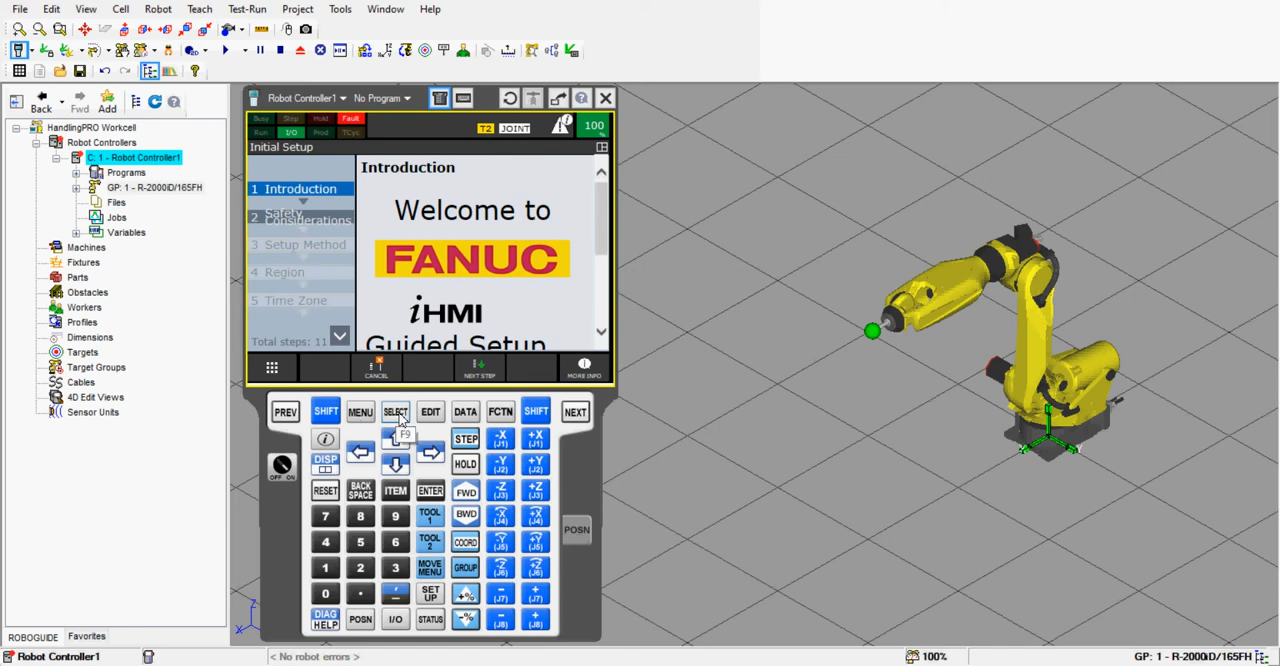 File Edit View Cell Robot Teach Test-Run Project Tools Window Help
Back Fwd Add
HandlingPRO Workcell
Robot Controllers
C: 1 - Robot Controller1
Programs
GP: 1 - R-2000iD/165FH
Files
Jobs
Variables
Machines
Fixtures
Parts
Obstacles
Workers
Profiles
Dimensions
Targets
Target Groups
Cables
4D Edit Views
Sensor Units
ROBOGUIDE Favorites
Robot Controller1 No Program
Busy Step Hold Fault
Run I/O Prod TCyc
T2 JOINT 100 %
Initial Setup
1 Introduction
2 Safety Considerations
3 Setup Method
4 Region
5 Time Zone
Total steps: 11
Introduction
Welcome to
FANUC
iHMI
Guided Setup
CANCEL NEXT STEP MORE INFO
PREV SHIFT MENU SELECT EDIT DATA FCTN SHIFT NEXT
F9
i STEP -X (J1) +X (J1)
DISP HOLD -Y (J2) +Y (J2)
OFF ON
RESET BACK SPACE ITEM ENTER FWD -Z (J3) +Z (J3)
7 8 9 TOOL 1 BWD -X (J4) +X (J4)
POSN
4 5 6 TOOL 2 COORD -Y (J5) +Y (J5)
1 2 3 MOVE MENU GROUP -Z (J6) +Z (J6)
0 . - , SET UP +% - (J7) + (J7)
DIAG HELP POSN I/O STATUS -% - (J8) + (J8)
Z
X
Robot Controller1 < No robot errors > 100% GP: 1 - R-2000iD/165FH